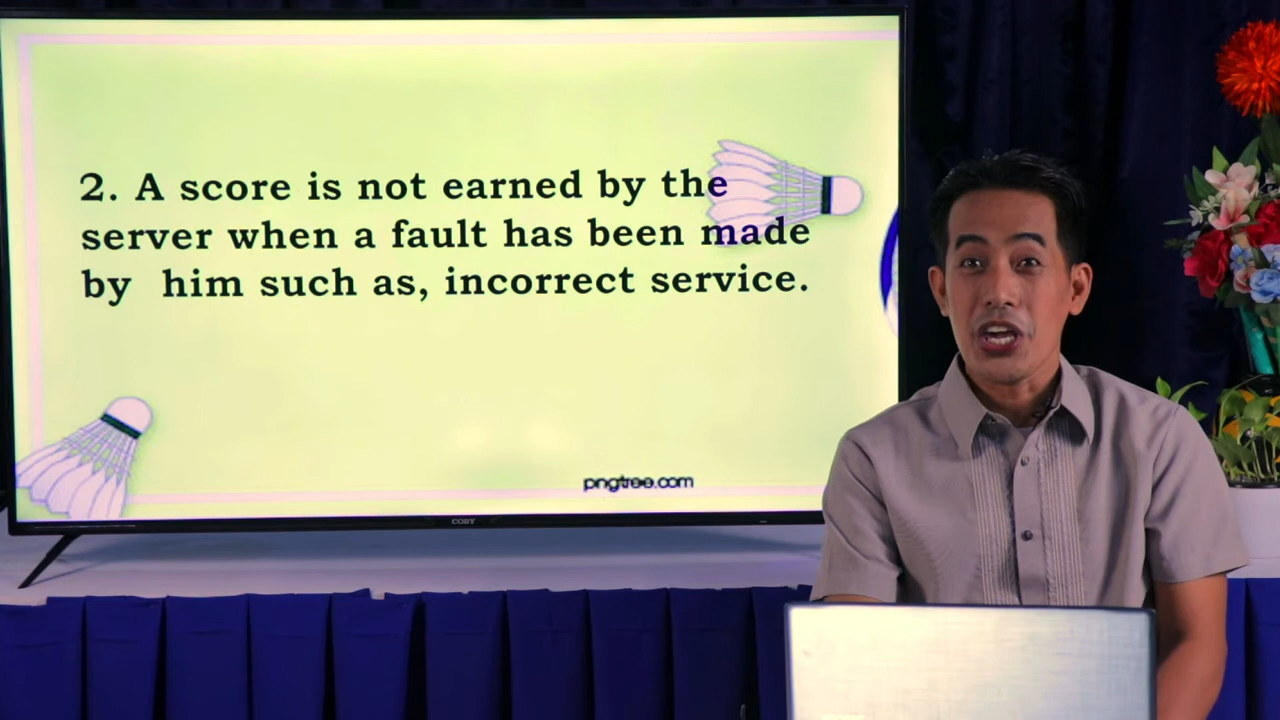 2. A score is not earned by the
server when a fault has been made
by him such as, incorrect service.
pngtree.com
COBY